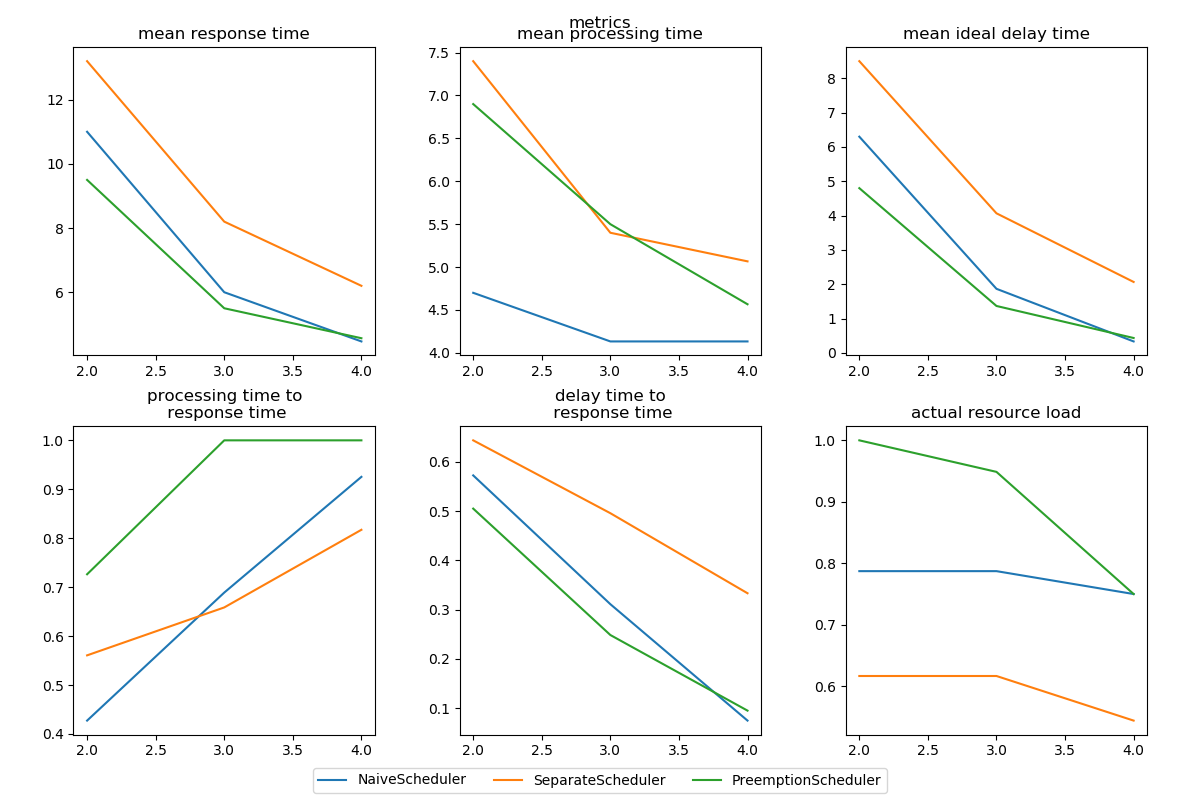 metrics
mean response time
mean processing time
mean ideal delay time
12
10
8
6
2.0 2.5 3.0 3.5 4.0
7.5
7.0
6.5
6.0
5.5
5.0
4.5
4.0
2.0 2.5 3.0 3.5 4.0
8
7
6
5
4
3
2
1
0
2.0 2.5 3.0 3.5 4.0
processing time to
response time
delay time to
response time
actual resource load
1.0
0.9
0.8
0.7
0.6
0.5
0.4
2.0 2.5 3.0 3.5 4.0
0.6
0.5
0.4
0.3
0.2
0.1
2.0 2.5 3.0 3.5 4.0
1.0
0.9
0.8
0.7
0.6
2.0 2.5 3.0 3.5 4.0
NaiveScheduler SeparateScheduler PreemptionScheduler